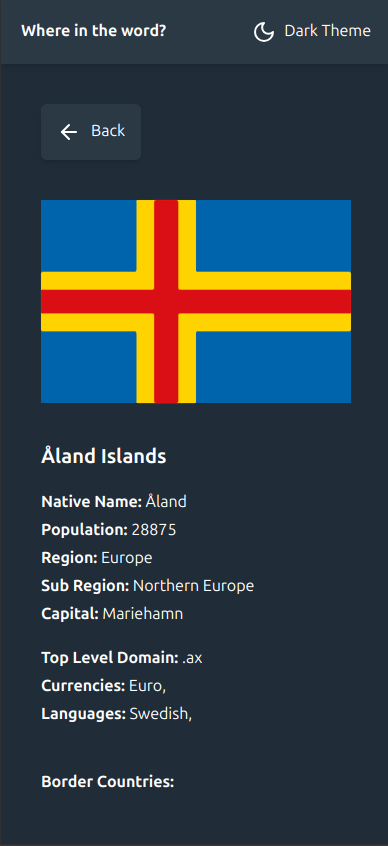 Where in the word?
Dark Theme
Back
Åland Islands
Native Name: Åland
Population: 28875
Region: Europe
Sub Region: Northern Europe
Capital: Mariehamn
Top Level Domain: .ax
Currencies: Euro,
Languages: Swedish,
Border Countries: